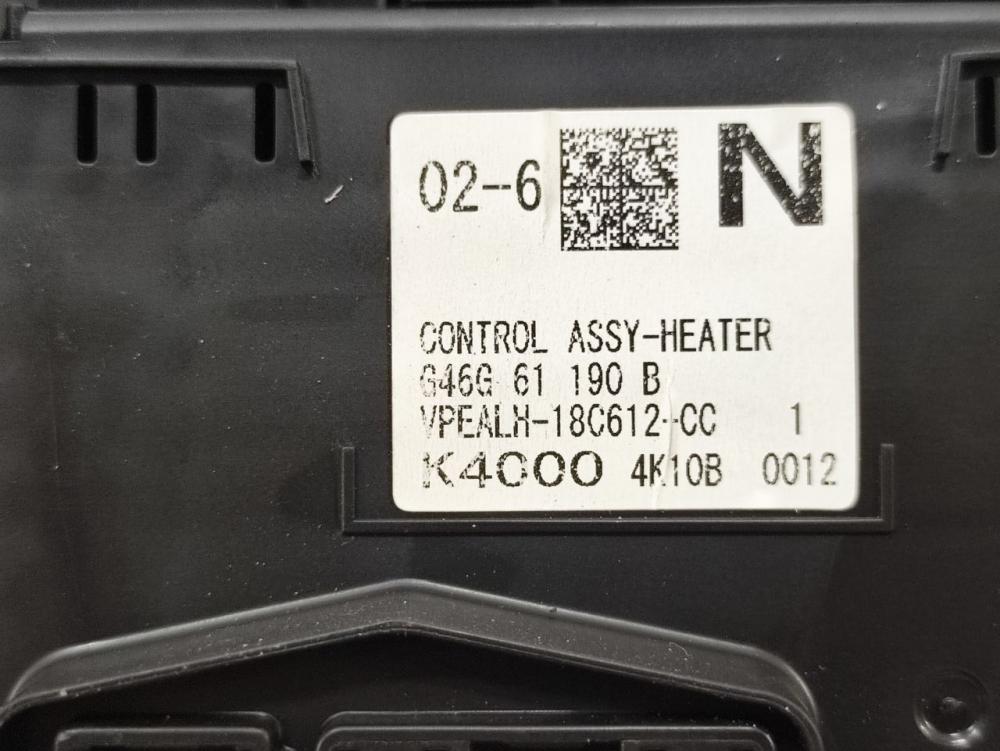 02-6 N
CONTROL ASSY-HEATER
G46G 61 190 B
VPEALH-18C612-CC 1
K4000 4K10B 0012